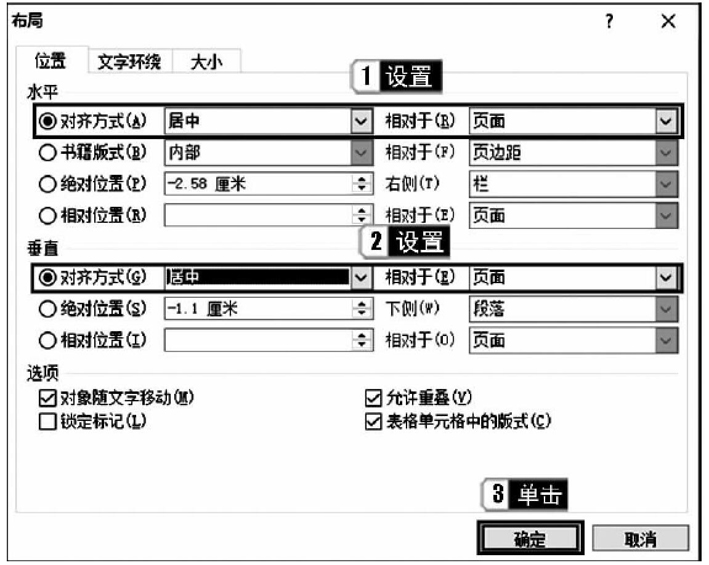 布局 ? ×
位置 文字环绕 大小
1 设置
水平
对齐方式(A) 居中 相对于(R) 页面
书籍版式(B) 内部 相对于(F) 页边距
绝对位置(P) -2.58 厘米 右侧(T) 栏
相对位置(R) 相对于(E) 页面
2 设置
垂直
对齐方式(G) 居中 相对于(E) 页面
绝对位置(S) -1.1 厘米 下侧(W) 段落
相对位置(I) 相对于(O) 页面
选项
对象随文字移动(M) 允许重叠(V)
锁定标记(L) 表格单元格中的版式(C)
3 单击
确定 取消